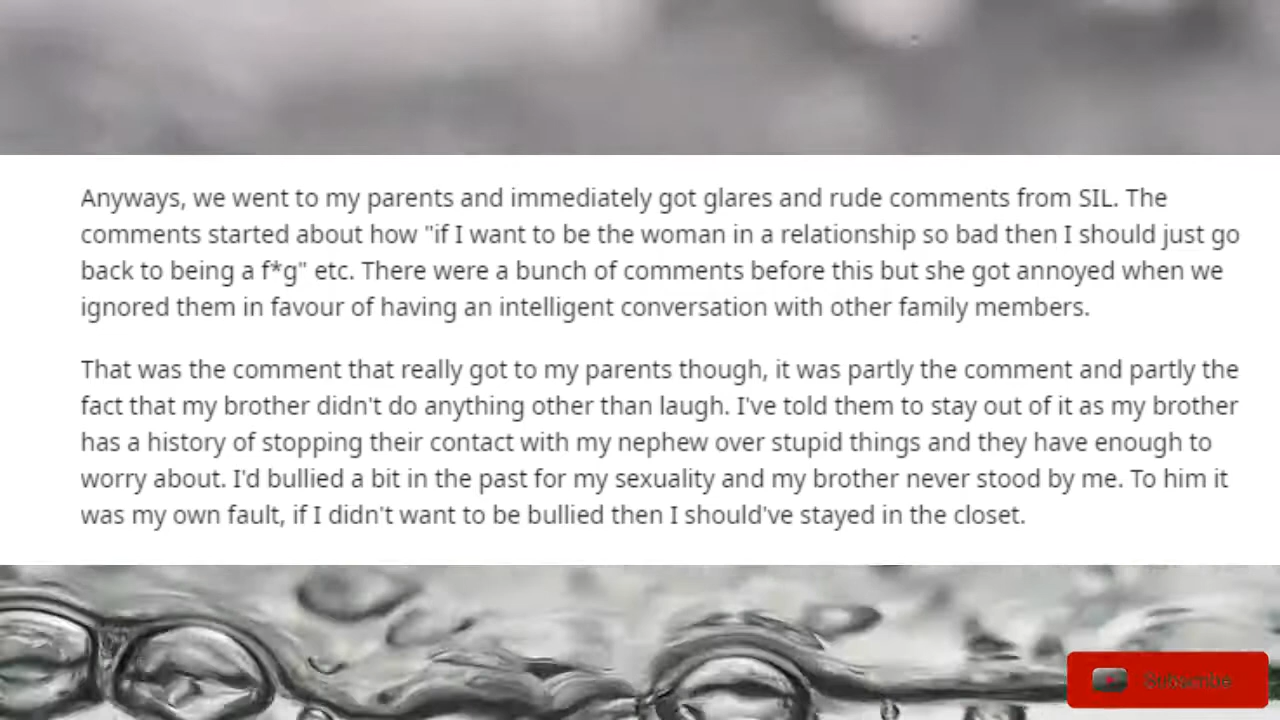 Anyways, we went to my parents and immediately got glares and rude comments from SIL. The
comments started about how "if I want to be the woman in a relationship so bad then I should just go
back to being a f*g" etc. There were a bunch of comments before this but she got annoyed when we
ignored them in favour of having an intelligent conversation with other family members.
That was the comment that really got to my parents though, it was partly the comment and partly the
fact that my brother didn't do anything other than laugh. I've told them to stay out of it as my brother
has a history of stopping their contact with my nephew over stupid things and they have enough to
worry about. I'd bullied a bit in the past for my sexuality and my brother never stood by me. To him it
was my own fault, if I didn't want to be bullied then I should've stayed in the closet.
Subscribe